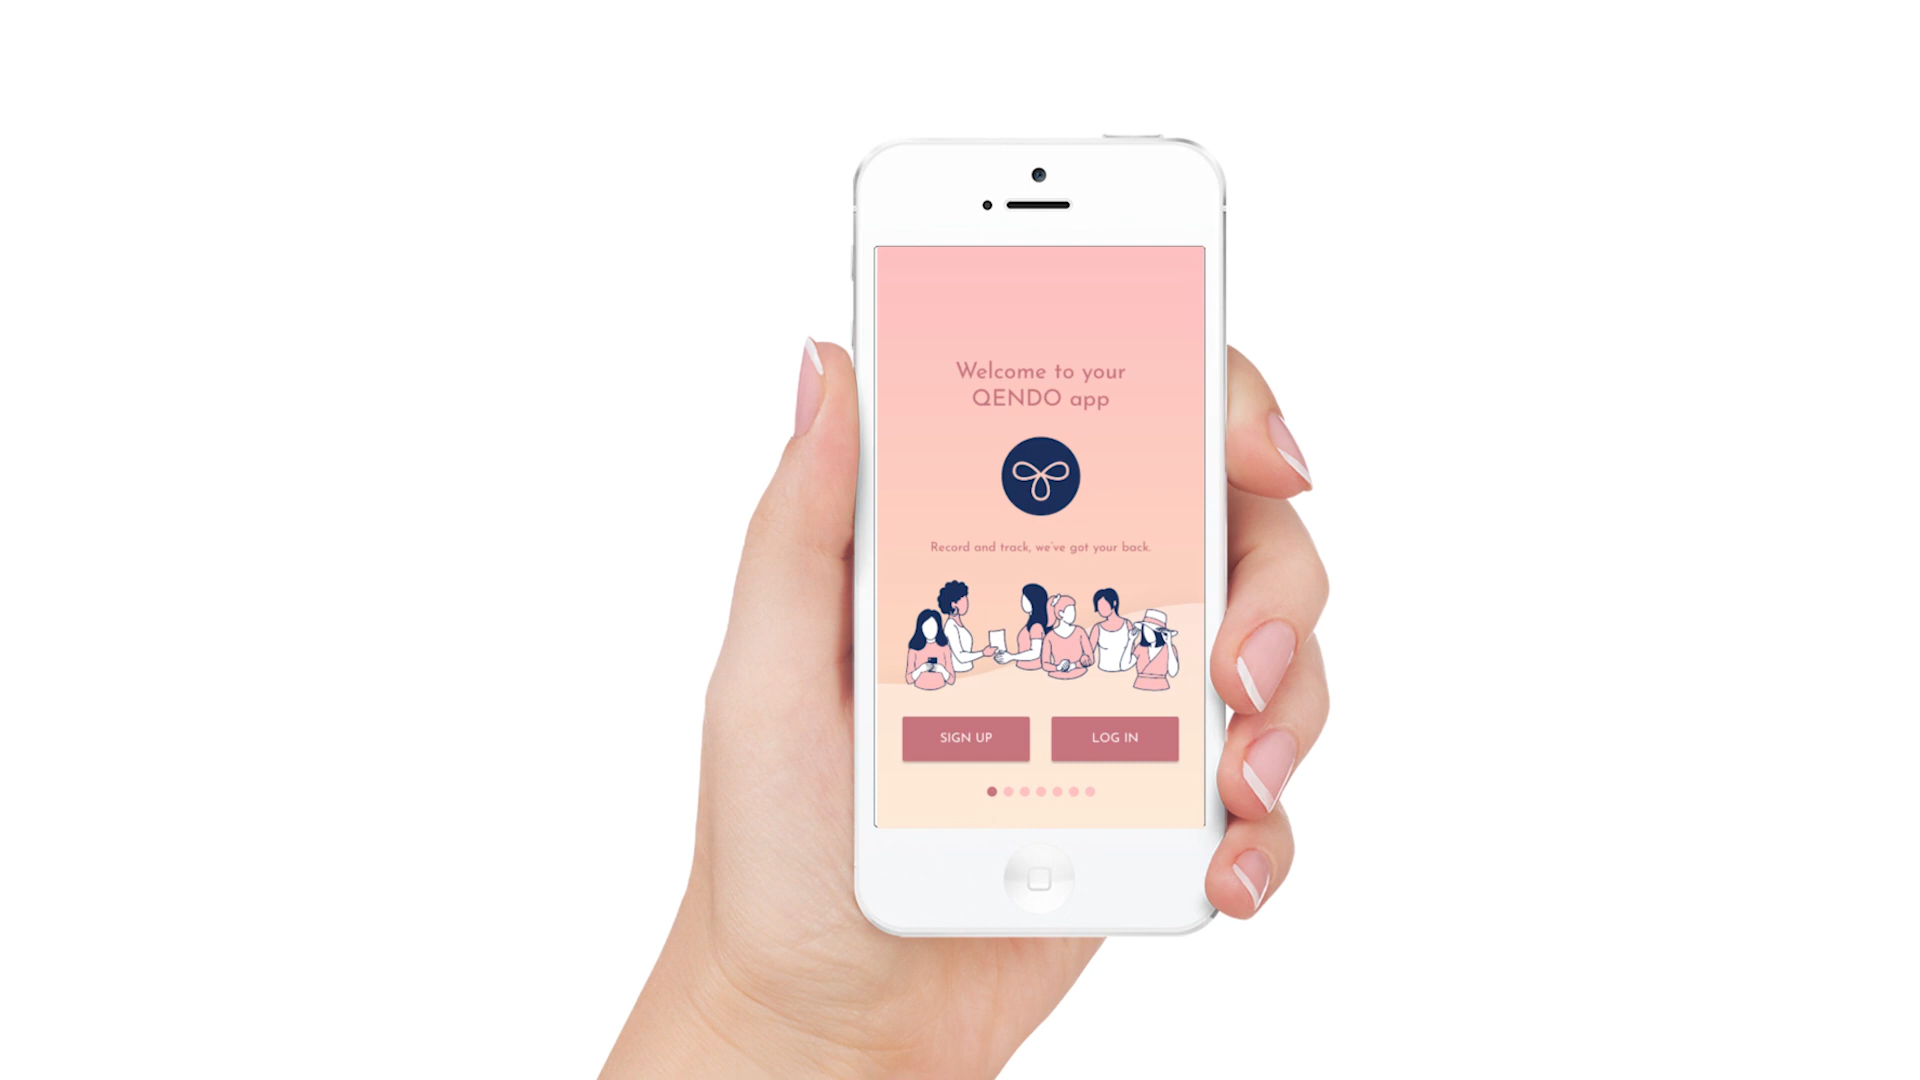 Welcome to your
QENDO app
Record and track, we've got your back.
SIGN UP
LOG IN